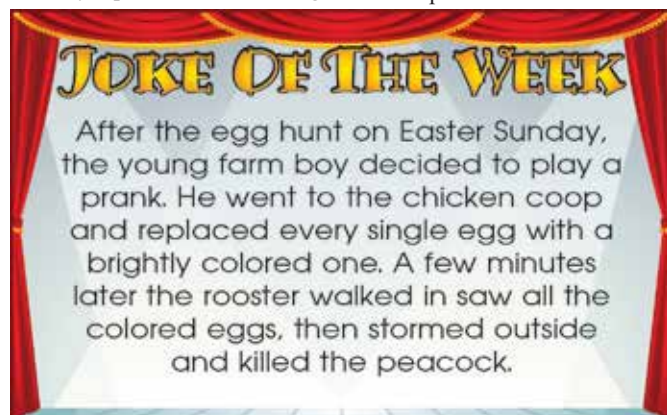 JOKE OF THE WEEK
After the egg hunt on Easter Sunday,
the young farm boy decided to play a
prank. He went to the chicken coop
and replaced every single egg with a
brightly colored one. A few minutes
later the rooster walked in saw all the
colored eggs, then stormed outside
and killed the peacock.